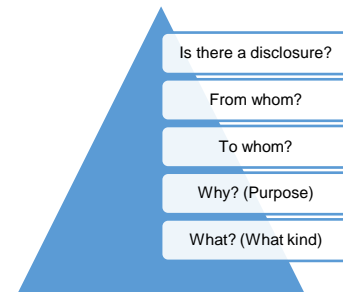 Is there a disclosure?
From whom?
To whom?
Why? (Purpose)
What? (What kind)